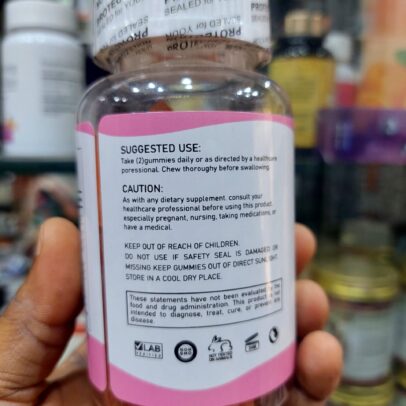 PROTEC
SEALED for YOUR
PROTEC
SUGGESTED USE:
Take (2)gummies daily or as directed by a healthcare
poressional. Chew thoroughly before swallowing.
CAUTION:
As with any dietary supplement, consult your
healthcare professional before using this product,
especially pregnant, nursing, taking medications, or
have a medical.
KEEP OUT OF REACH OF CHILDREN.
DO NOT USE IF SAFETY SEAL IS DAMAGED OR
MISSING KEEP GUMMIES OUT OF DIRECT SUNLIGHT.
STORE IN A COOL DRY PLACE.
These statements have not been evaluated by the
food and drug administration. This product is not
intended to diagnose, treat, cure, or prevent any
disease.
LAB
VERIFIED
NOT TESTED
ON ANIMALS